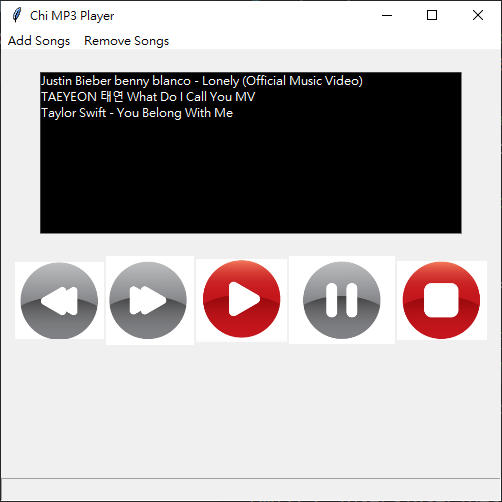 Chi MP3 Player
Add Songs Remove Songs
Justin Bieber benny blanco - Lonely (Official Music Video)
TAEYEON 태연 What Do I Call You MV
Taylor Swift - You Belong With Me